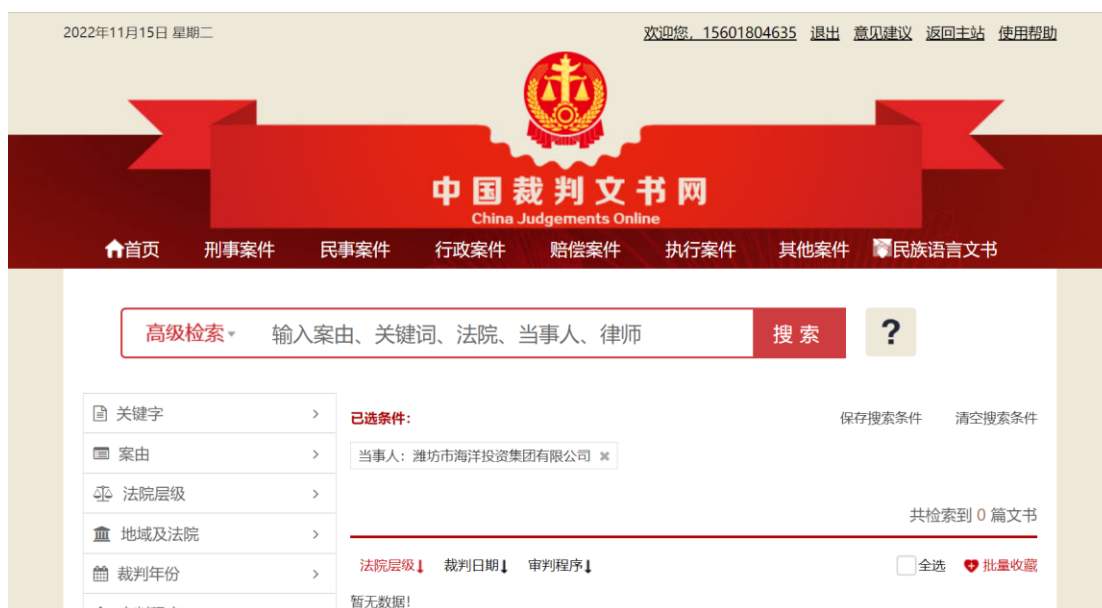 2022年11月15日 星期二
欢迎您，15601804635 退出 意见建议 返回主站 使用帮助
中国裁判文书网
China Judgements Online
首页 刑事案件 民事案件 行政案件 赔偿案件 执行案件 其他案件 民族语言文书
高级检索 输入案由、关键词、法院、当事人、律师 搜索 ?
关键字
案由
法院层级
地域及法院
裁判年份
已选条件：
保存搜索条件 清空搜索条件
当事人：潍坊市海洋投资集团有限公司 ×
共检索到 0 篇文书
法院层级 裁判日期 审判程序
全选 批量收藏
暂无数据!